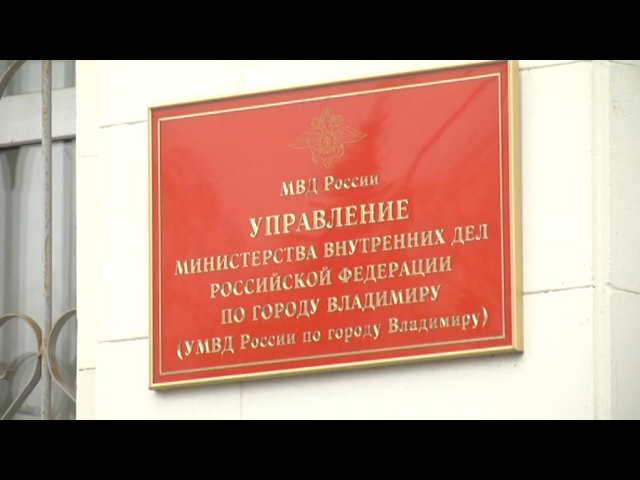 МВД России
УПРАВЛЕНИЕ
МИНИСТЕРСТВА ВНУТРЕННИХ ДЕЛ
РОССИЙСКОЙ ФЕДЕРАЦИИ
ПО ГОРОДУ ВЛАДИМИРУ
(УМВД России по городу Владимиру)